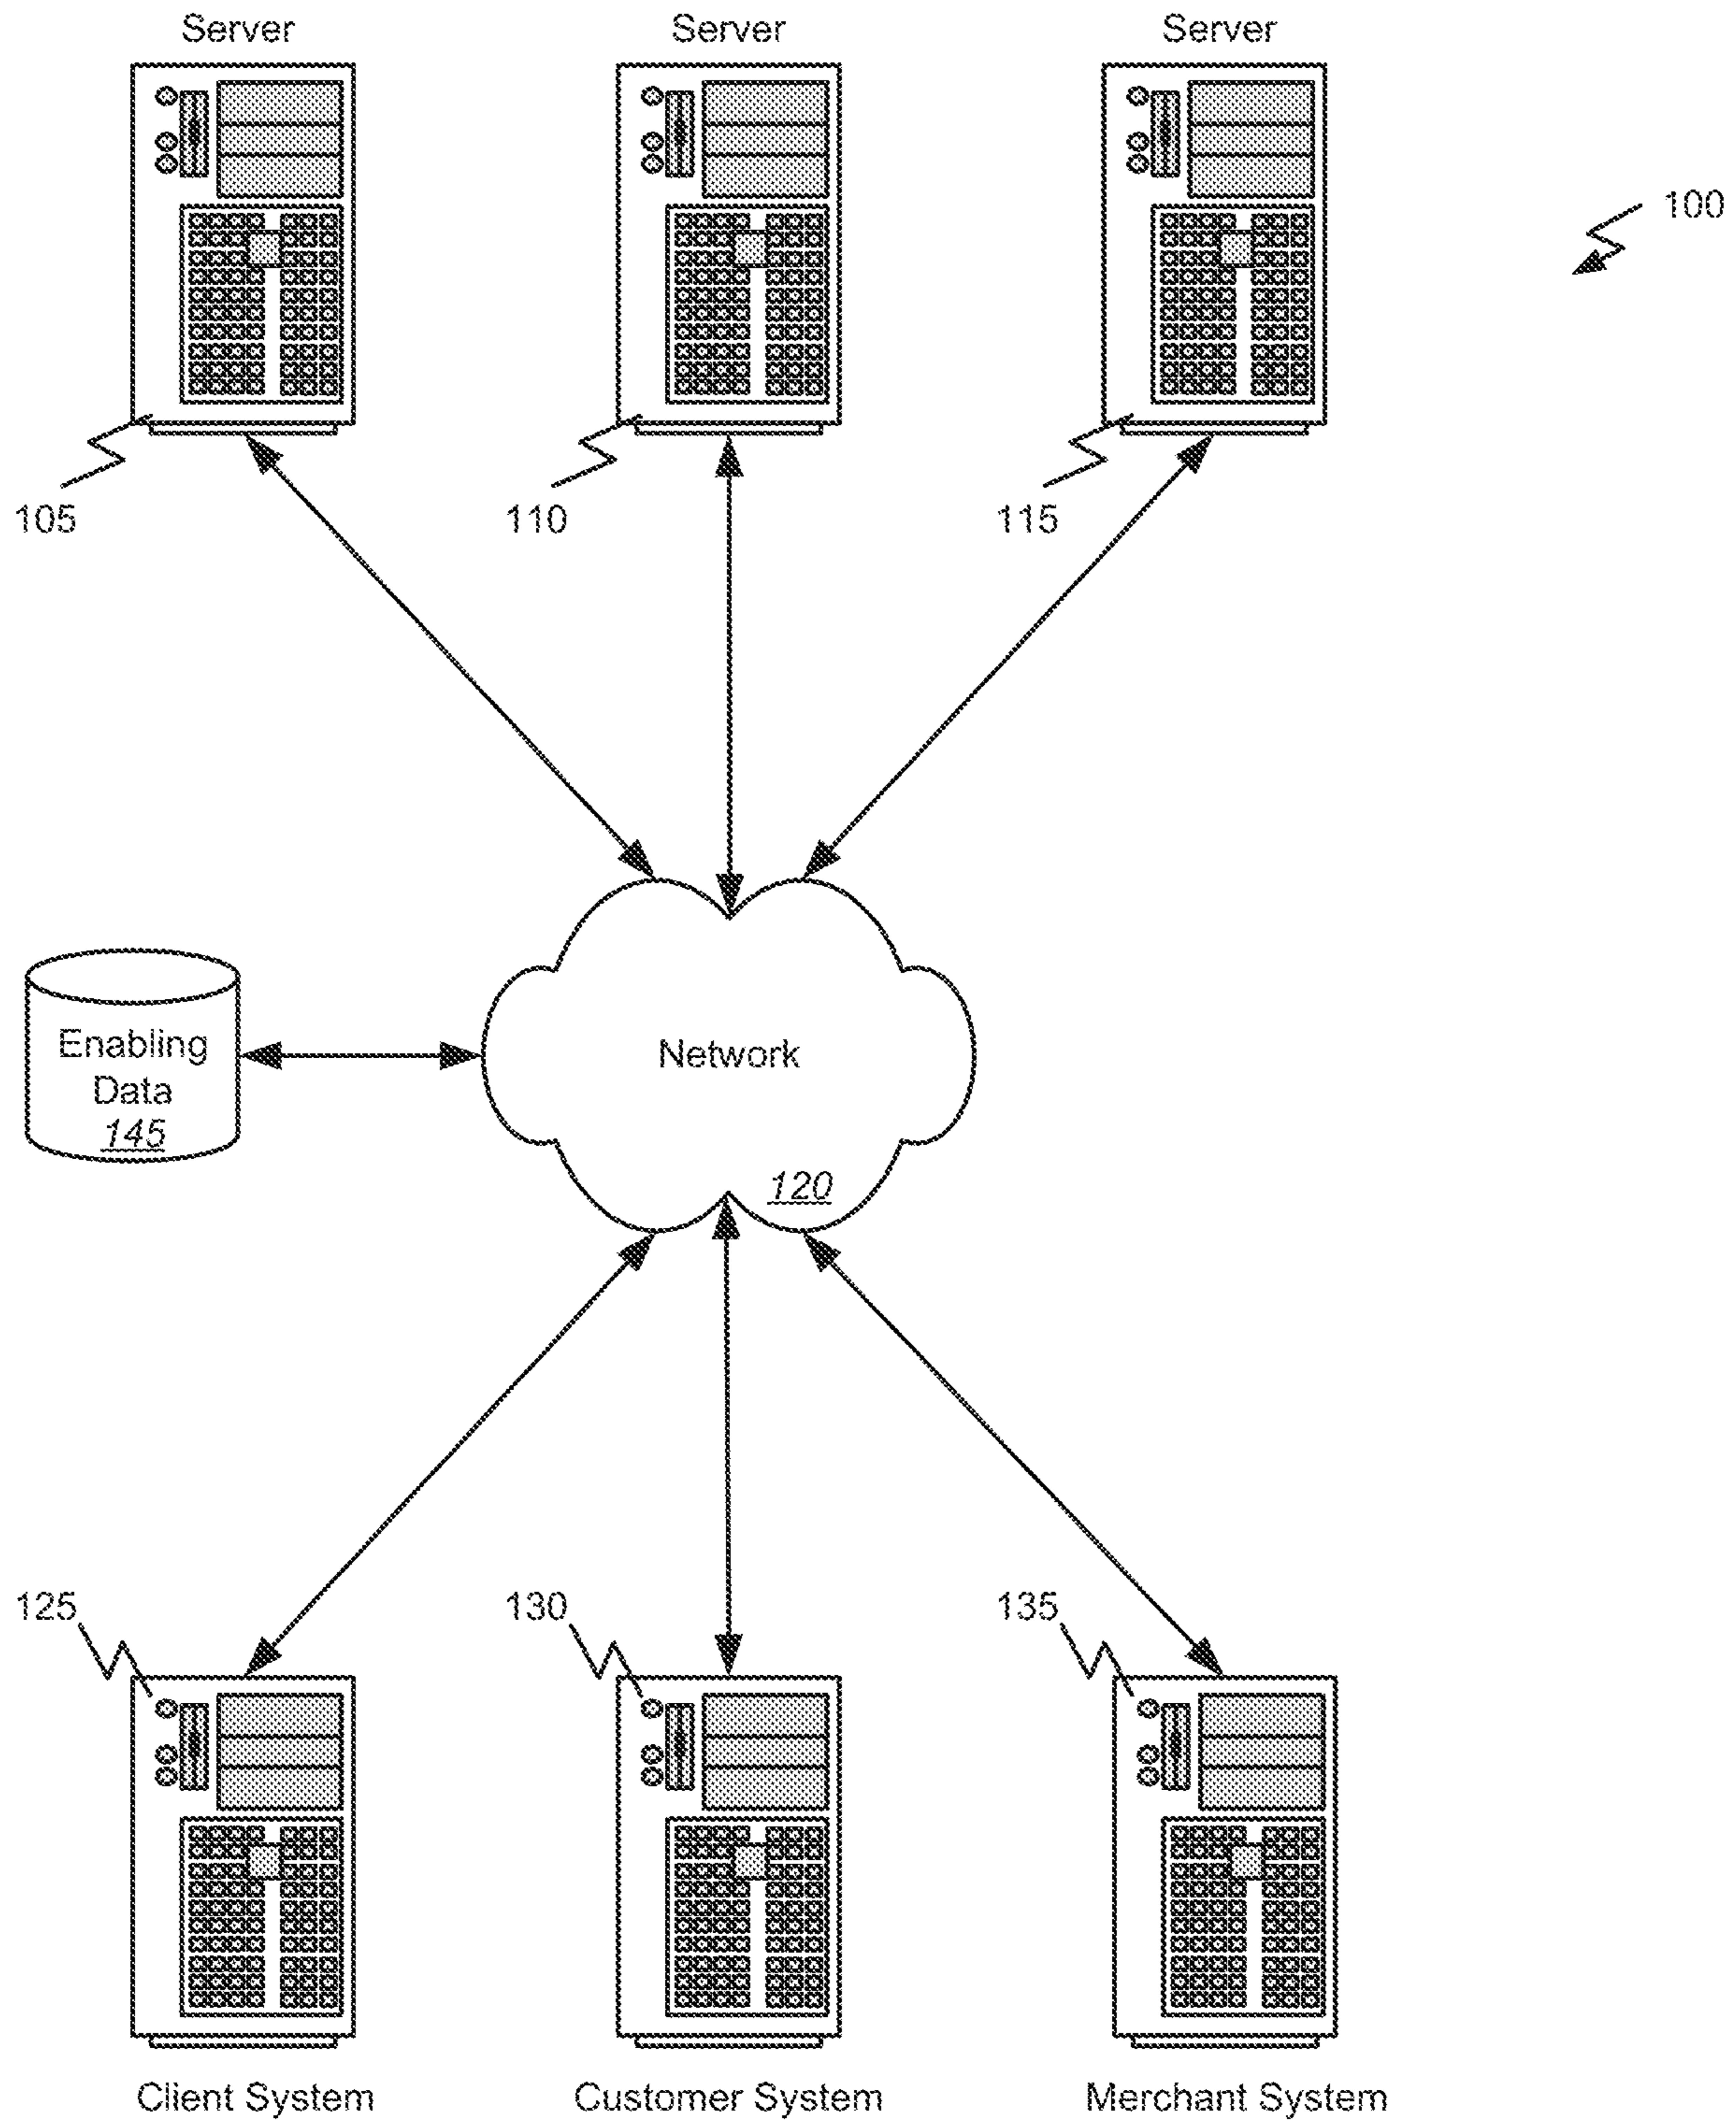 Server
Server
Server
100
105
110
115
Enabling
Data
145
Network
120
125
130
135
Client System
Customer System
Merchant System